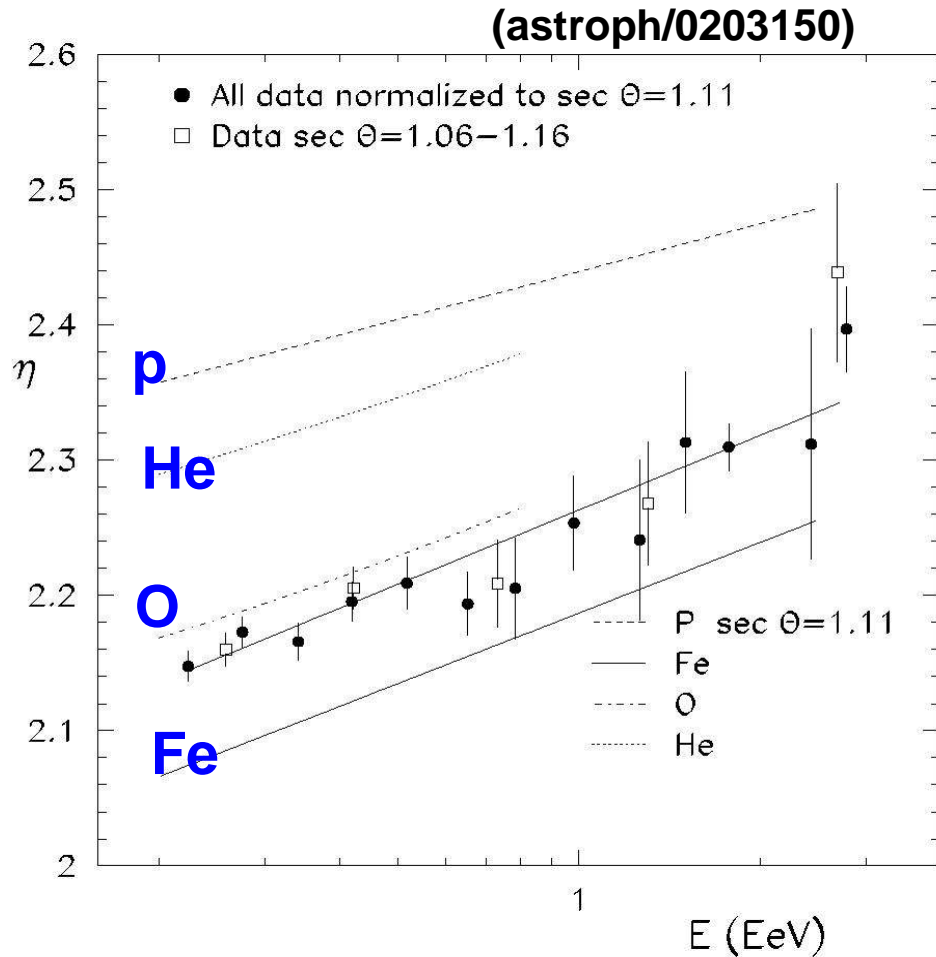 (astroph/0203150)
2.6
● All data normalized to sec Θ=1.11
□ Data sec Θ=1.06–1.16
2.5
2.4
p
η
He
2.3
2.2
O
P sec Θ=1.11
Fe
2.1
O
Fe
He
2
1
E (EeV)